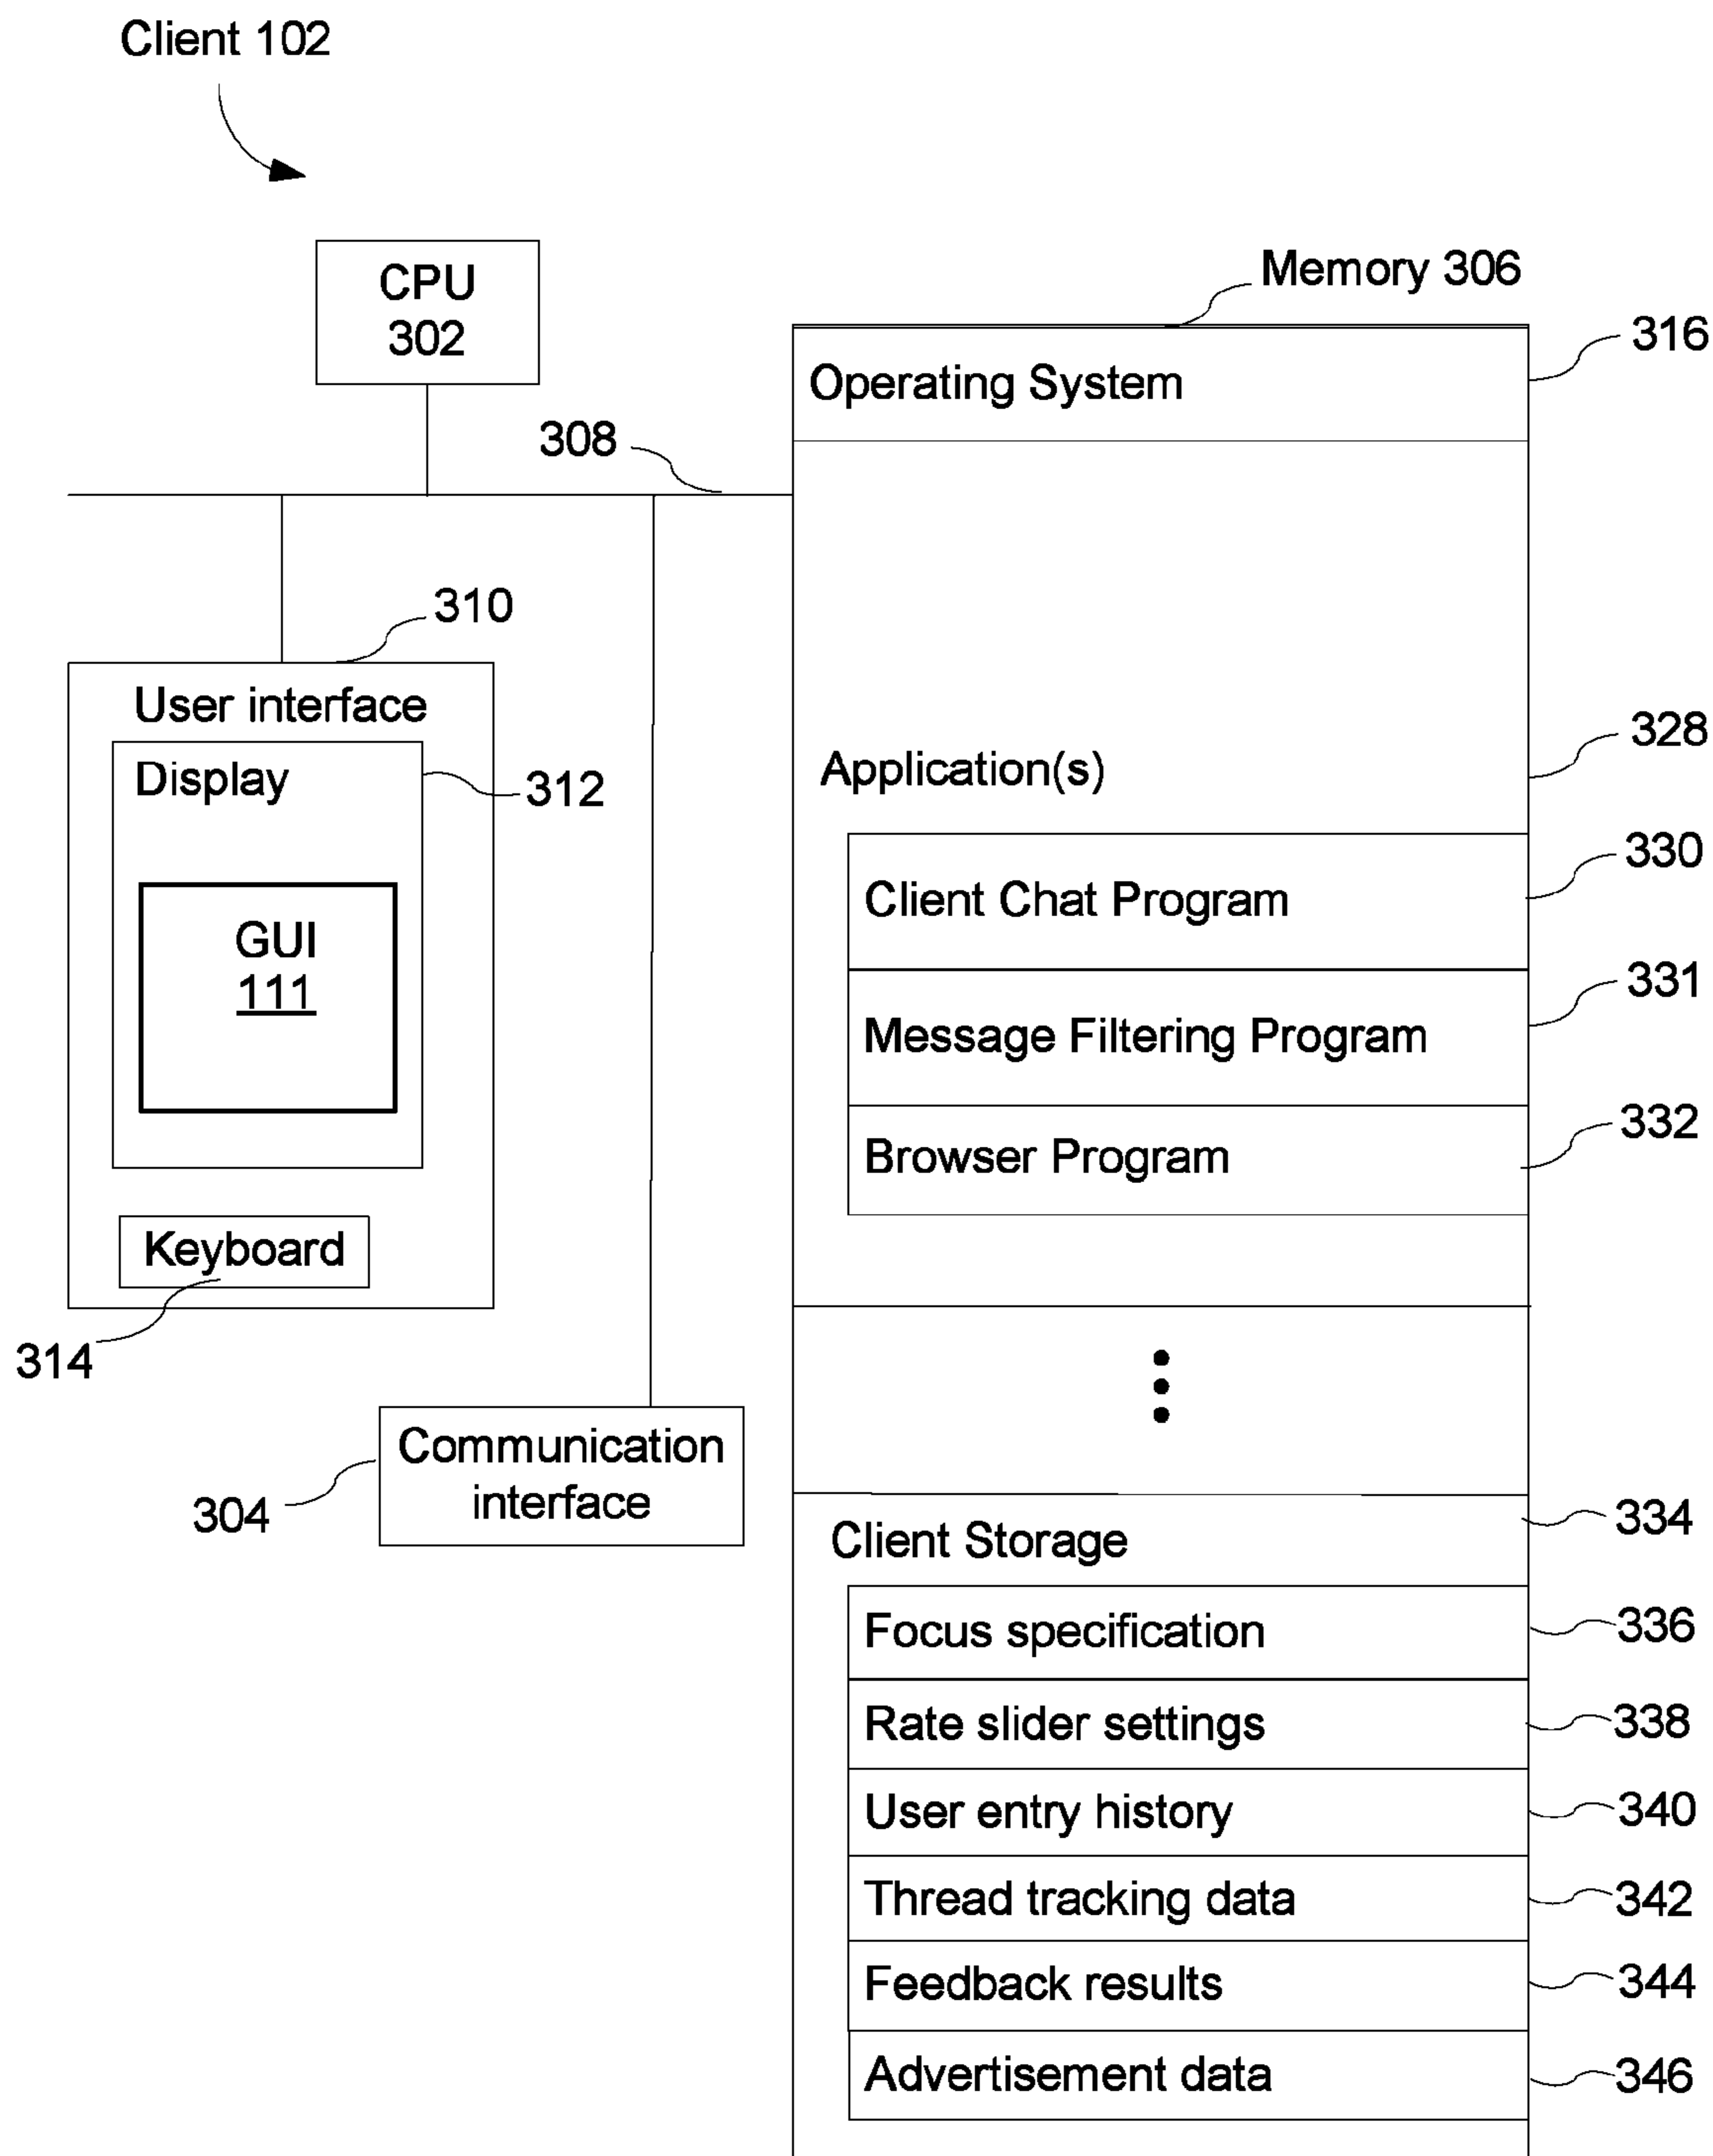 Client 102
CPU
302
Memory 306
316
Operating System
308
310
User interface
Display
312
GUI
111
Keyboard
314
Communication
interface
304
328
Application(s)
330
Client Chat Program
331
Message Filtering Program
332
Browser Program
334
Client Storage
Focus specification
336
Rate slider settings
338
User entry history
340
Thread tracking data
342
Feedback results
344
Advertisement data
346